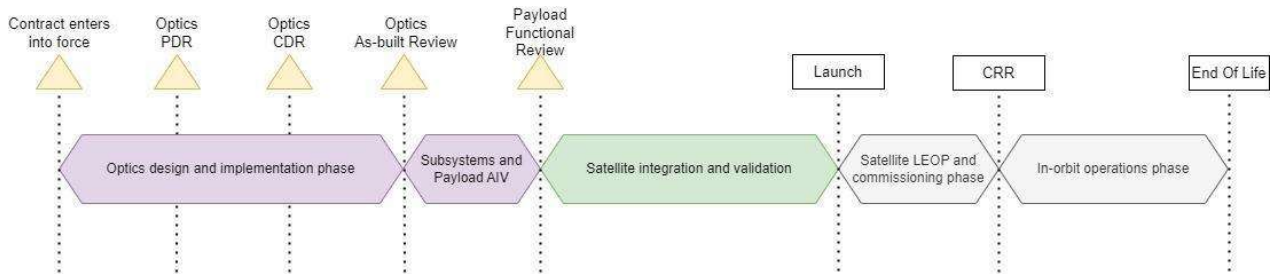 Contract enters
into force
Optics
PDR
Optics
CDR
Optics
As-built Review
Payload
Functional
Review
Launch
CRR
End Of Life
Optics design and implementation phase
Subsystems and
Payload AIV
Satellite integration and validation
Satellite LEOP and
commissioning phase
In-orbit operations phase